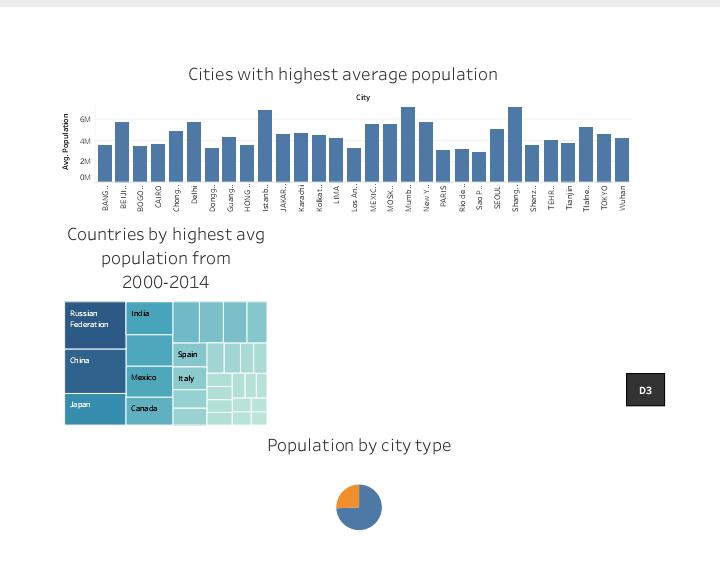 Cities with highest average population
City
Avg. Population
6M
4M
2M
0M
BANG..
BEIJI..
BOGO..
CAIRO
Chong..
Delhi
Dongg..
Guang..
HONG ..
Istanb..
JAKAR..
Karachi
Kolkat..
LIMA
Los An..
MEXIC..
MOSK..
Mumb..
New Y..
PARIS
Rio de ..
Sao P..
SEOUL
Shang..
Shenz..
TEHR..
Tianjin
Tlalne..
TOKYO
Wuhan
Countries by highest avg
population from
2000-2014
Russian
Federation
India
China
Spain
Mexico
Italy
Japan
Canada
D3
Population by city type